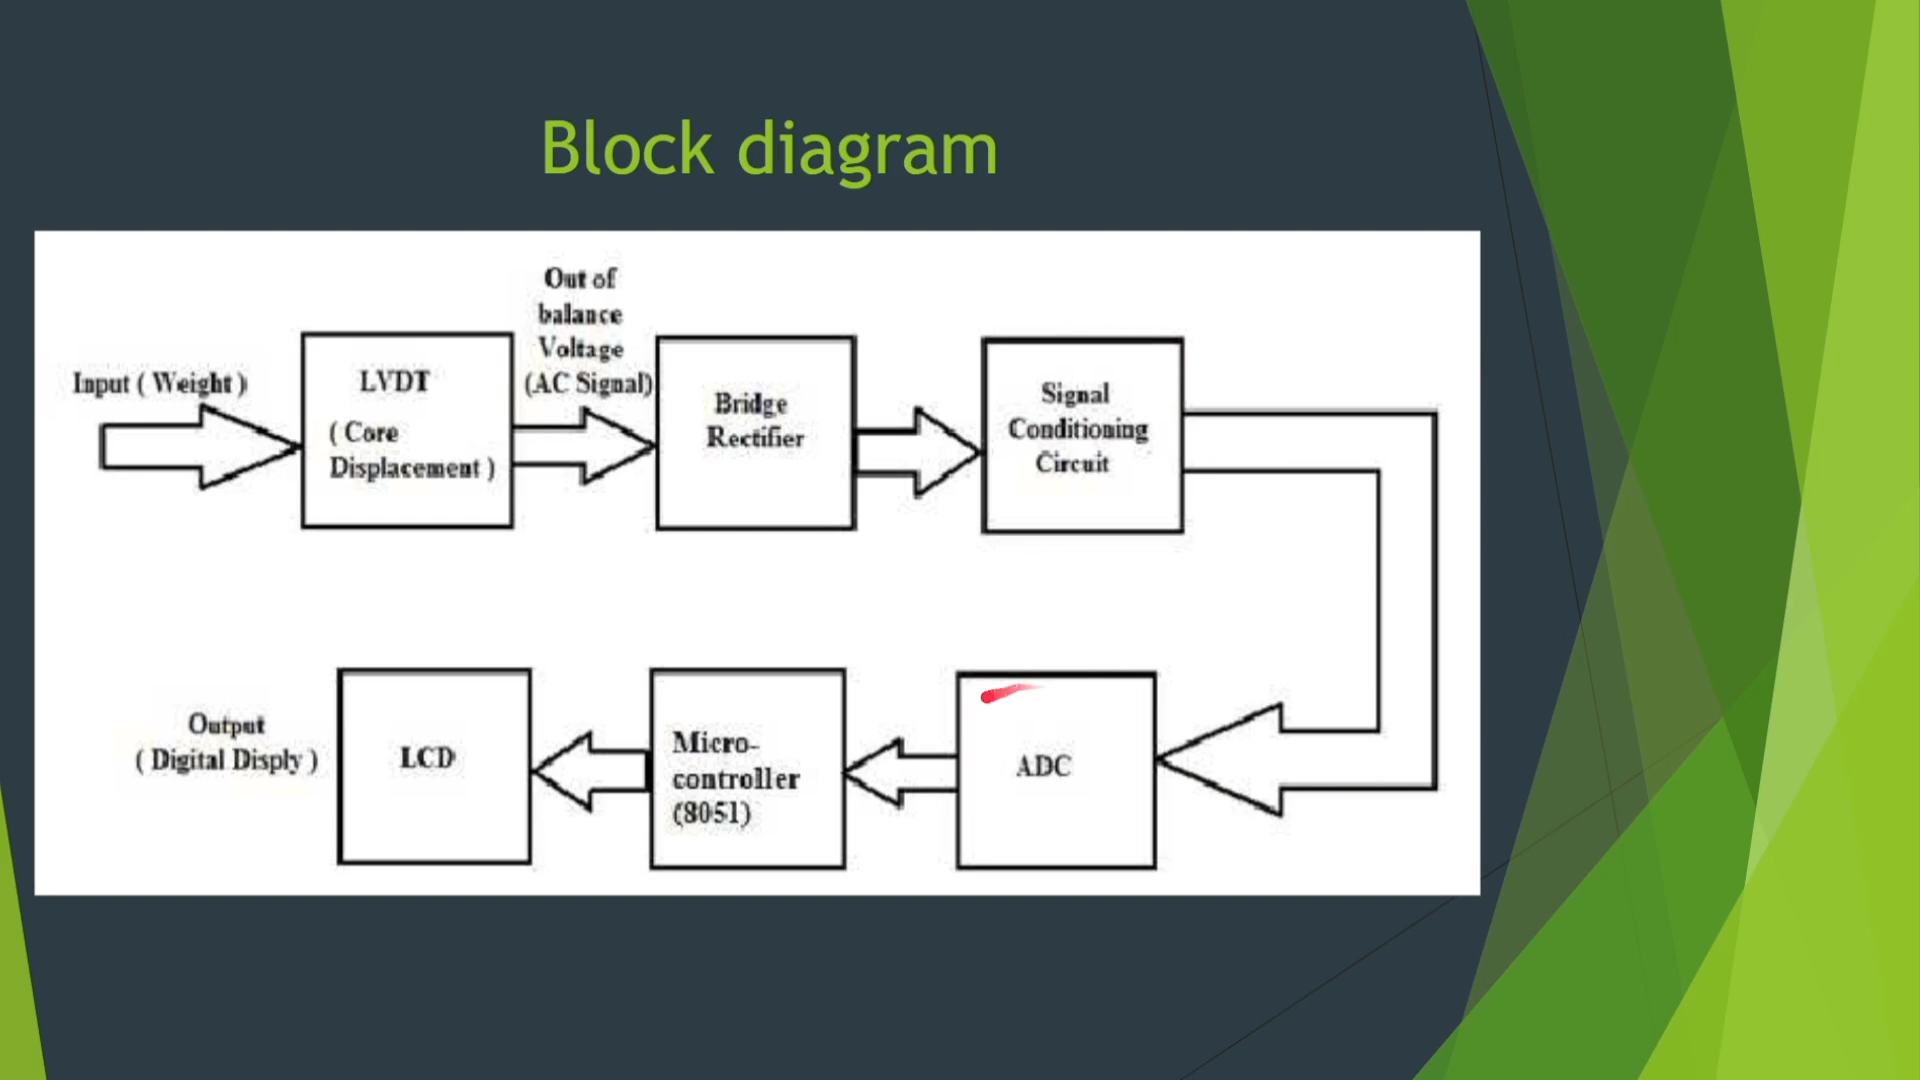 Block diagram
Out of
balance
Voltage
(AC Signal)
Input ( Weight )
LVDT
( Core
Displacement )
Bridge
Rectifier
Signal
Conditioning
Circuit
Output
( Digital Disply )
LCD
Micro-
controller
(8051)
ADC